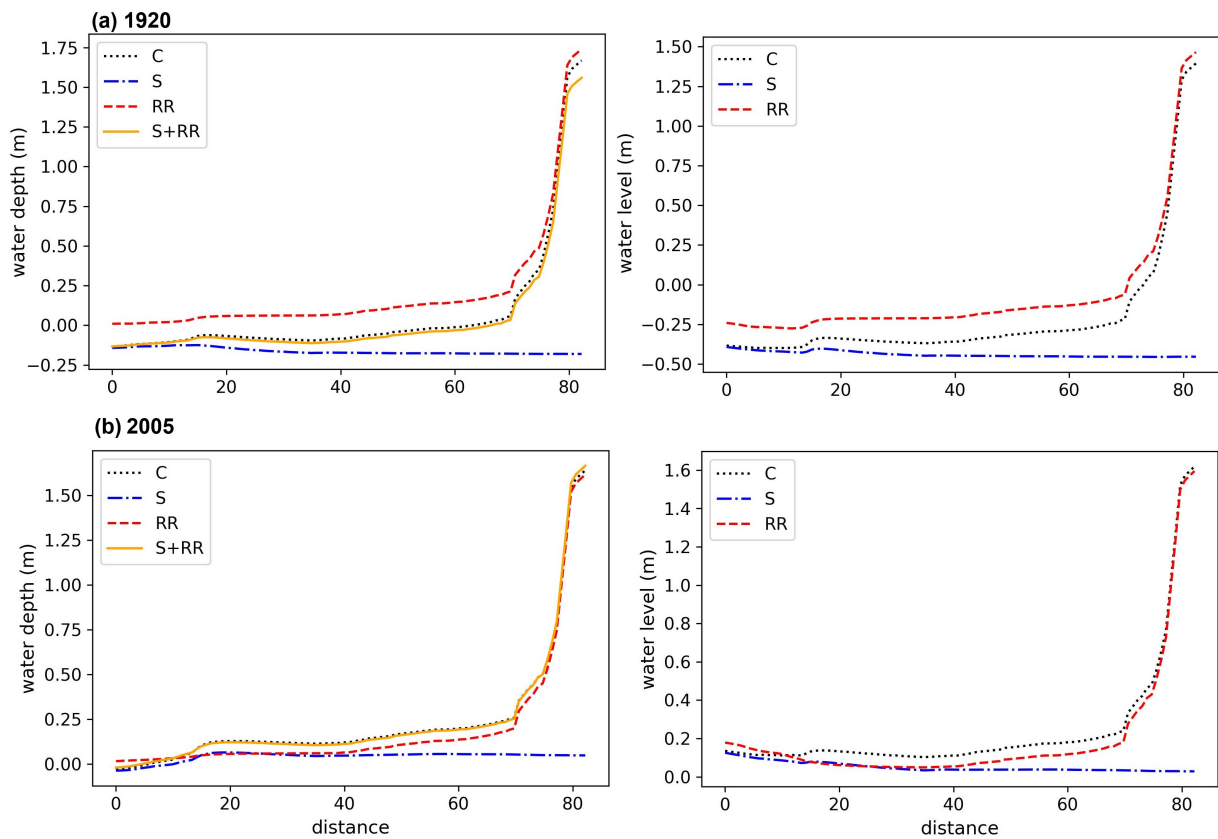 (a) 1920
1.75
1.50
1.25
1.00
0.75
0.50
0.25
0.00
−0.25
water depth (m)
C
S
RR
S+RR
0 20 40 60 80
1.50
1.25
1.00
0.75
0.50
0.25
0.00
−0.25
−0.50
water level (m)
C
S
RR
0 20 40 60 80
(b) 2005
1.50
1.25
1.00
0.75
0.50
0.25
0.00
water depth (m)
C
S
RR
S+RR
0 20 40 60 80
distance
1.6
1.4
1.2
1.0
0.8
0.6
0.4
0.2
0.0
water level (m)
C
S
RR
0 20 40 60 80
distance